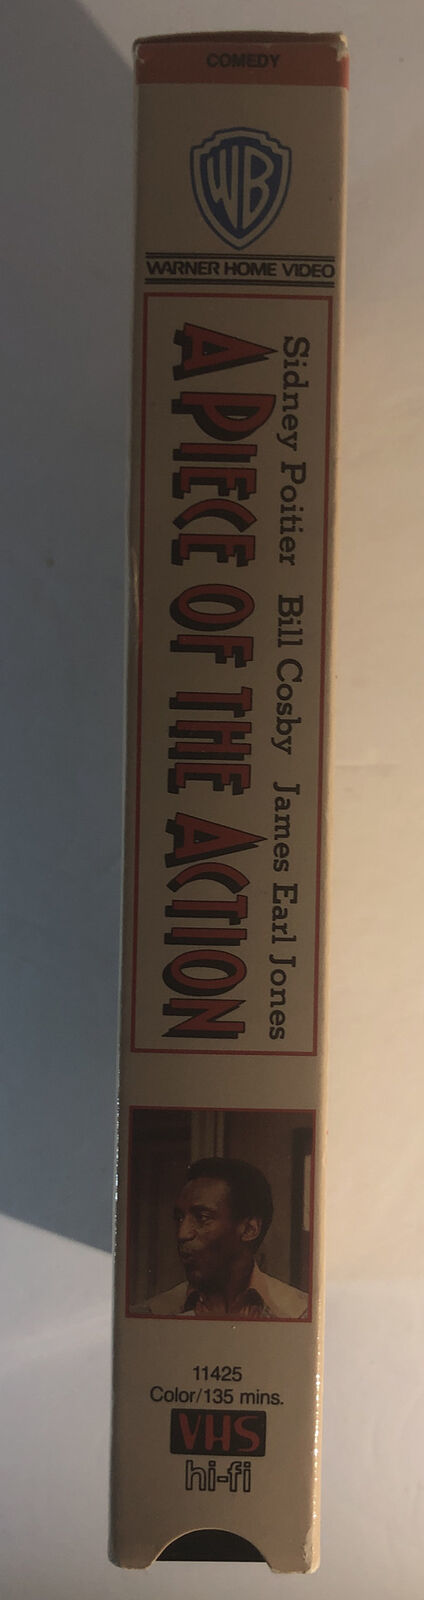 COMEDY
WB
WARNER HOME VIDEO
Sidney Poitier Bill Cosby James Earl Jones
A PIECE OF THE ACTION
11425
Color/135 mins.
VHS
hi-fi